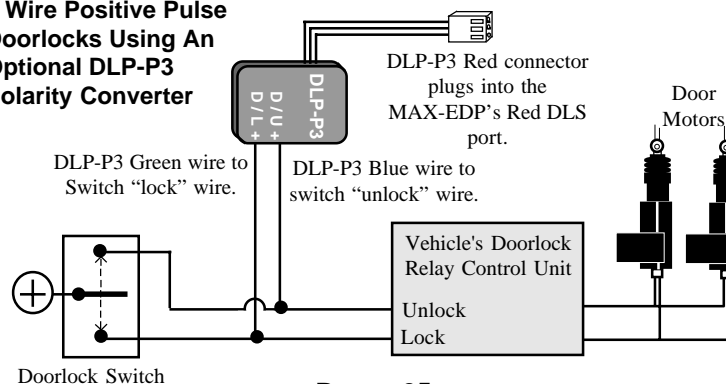 Wire Positive Pulse
Doorlocks Using An
Optional DLP-P3
Polarity Converter
DLP-P3
D/U +
D/L +
DLP-P3 Red connector
plugs into the
MAX-EDP's Red DLS
port.
Door
Motors
DLP-P3 Green wire to
Switch “lock” wire.
DLP-P3 Blue wire to
switch “unlock” wire.
Vehicle's Doorlock
Relay Control Unit
Unlock
Lock
Doorlock Switch